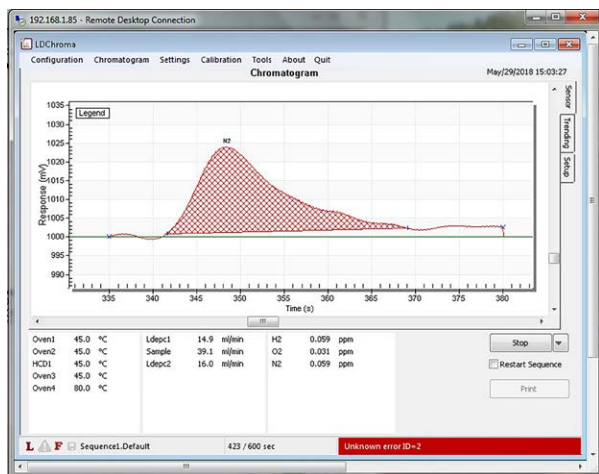 192.168.1.85 - Remote Desktop Connection
LDChroma
Configuration Chromatogram Settings Calibration Tools About Quit
Chromatogram May/29/2018 15:03:27
Legend
N2
Response (mV)
1035
1030
1025
1020
1015
1010
1005
1000
995
990
335 340 345 350 355 360 365 370 375 380
Time (s)
Sensor
Trending
Setup
Oven1 45.0 °C Ldepc1 14.9 ml/min H2 0.059 ppm
Oven2 45.0 °C Sample 39.1 ml/min O2 0.031 ppm
HCD1 45.0 °C Ldepc2 16.0 ml/min N2 0.059 ppm
Oven3 45.0 °C
Oven4 80.0 °C
Stop
Restart Sequence
Print
L F Sequence1.Default 423 / 600 sec Unknown error ID=2